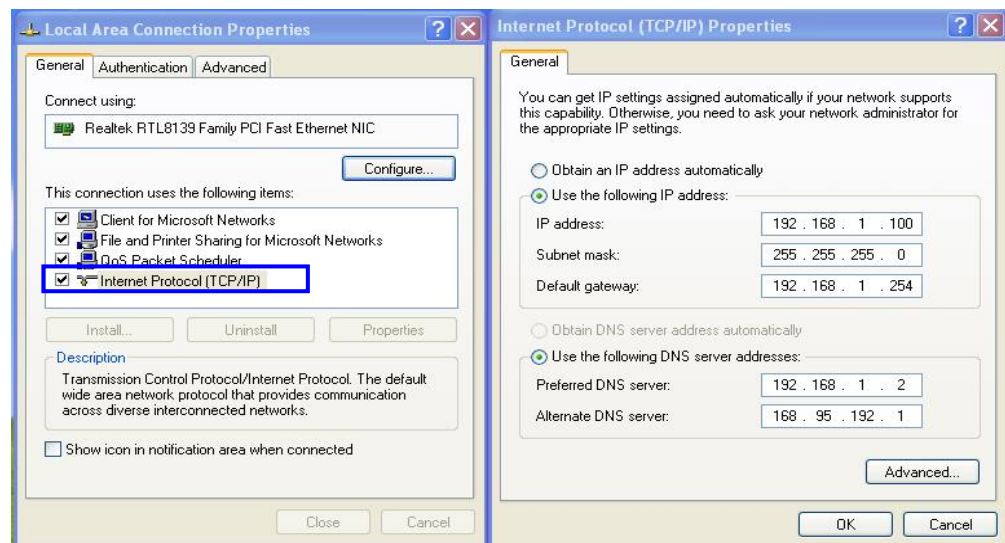 Local Area Connection Properties
General Authentication Advanced
Connect using:
Realtek RTL8139 Family PCI Fast Ethernet NIC
Configure...
This connection uses the following items:
Client for Microsoft Networks
File and Printer Sharing for Microsoft Networks
QoS Packet Scheduler
Internet Protocol (TCP/IP)
Install... Uninstall Properties
Description
Transmission Control Protocol/Internet Protocol. The default
wide area network protocol that provides communication
across diverse interconnected networks.
Show icon in notification area when connected
Close Cancel
Internet Protocol (TCP/IP) Properties
General
You can get IP settings assigned automatically if your network supports
this capability. Otherwise, you need to ask your network administrator for
the appropriate IP settings.
Obtain an IP address automatically
Use the following IP address:
IP address: 192 . 168 . 1 . 100
Subnet mask: 255 . 255 . 255 . 0
Default gateway: 192 . 168 . 1 . 254
Obtain DNS server address automatically
Use the following DNS server addresses:
Preferred DNS server: 192 . 168 . 1 . 2
Alternate DNS server: 168 . 95 . 192 . 1
Advanced...
OK Cancel